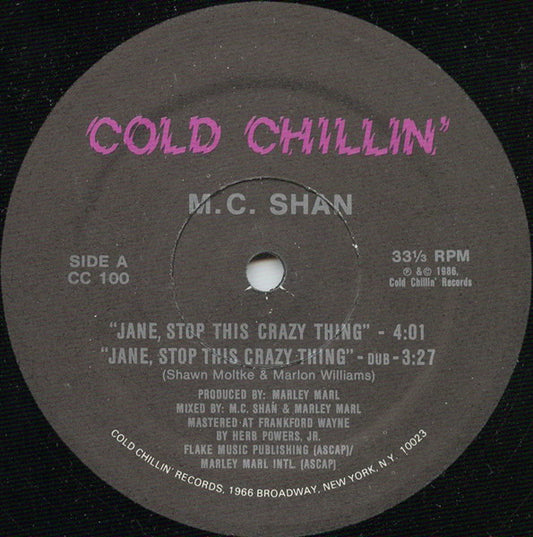 COLD CHILLIN'
M.C. SHAN
SIDE A
CC 100
33⅓ RPM
℗ & © 1986,
Cold Chillin' Records
"JANE, STOP THIS CRAZY THING" - 4:01
"JANE, STOP THIS CRAZY THING" - DUB - 3:27
(Shawn Moltke & Marlon Williams)
PRODUCED BY: MARLEY MARL
MIXED BY: M.C. SHAN & MARLEY MARL
MASTERED AT FRANKFORD WAYNE
BY HERB POWERS, JR.
FLAKE MUSIC PUBLISHING (ASCAP)/
MARLEY MARL INTL. (ASCAP)
COLD CHILLIN' RECORDS, 1966 BROADWAY, NEW YORK, N.Y. 10023